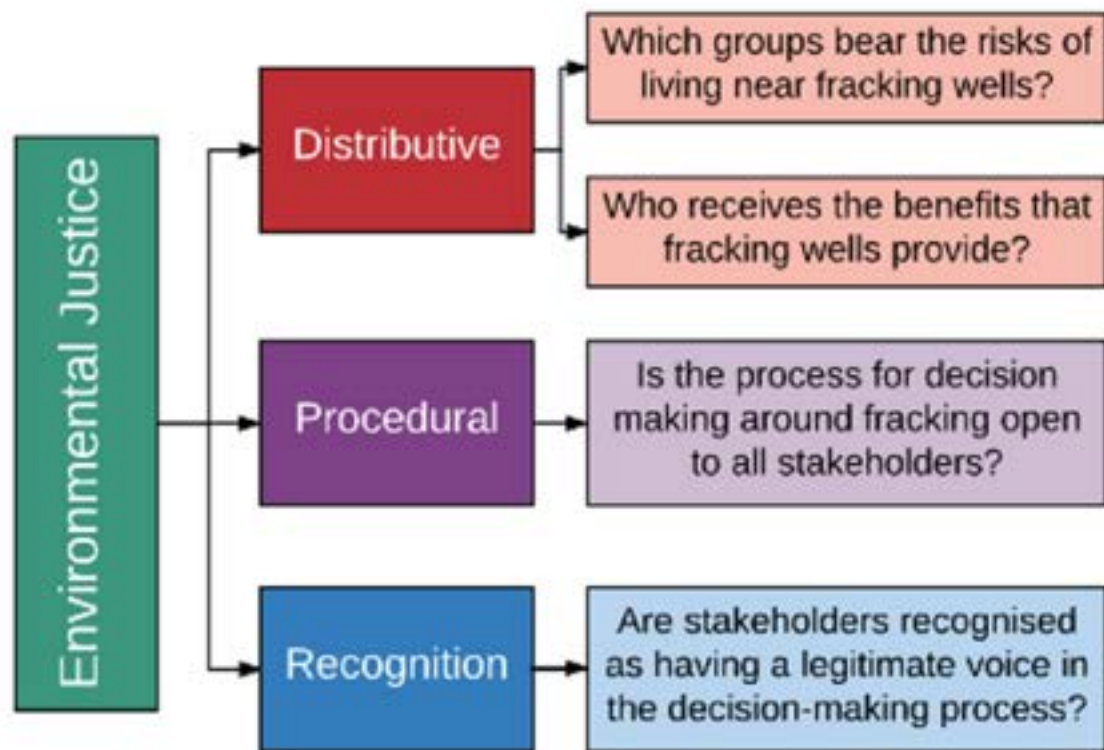 Environmental Justice
Distributive
Which groups bear the risks of
living near fracking wells?
Who receives the benefits that
fracking wells provide?
Procedural
Is the process for decision
making around fracking open
to all stakeholders?
Recognition
Are stakeholders recognised
as having a legitimate voice in
the decision-making process?